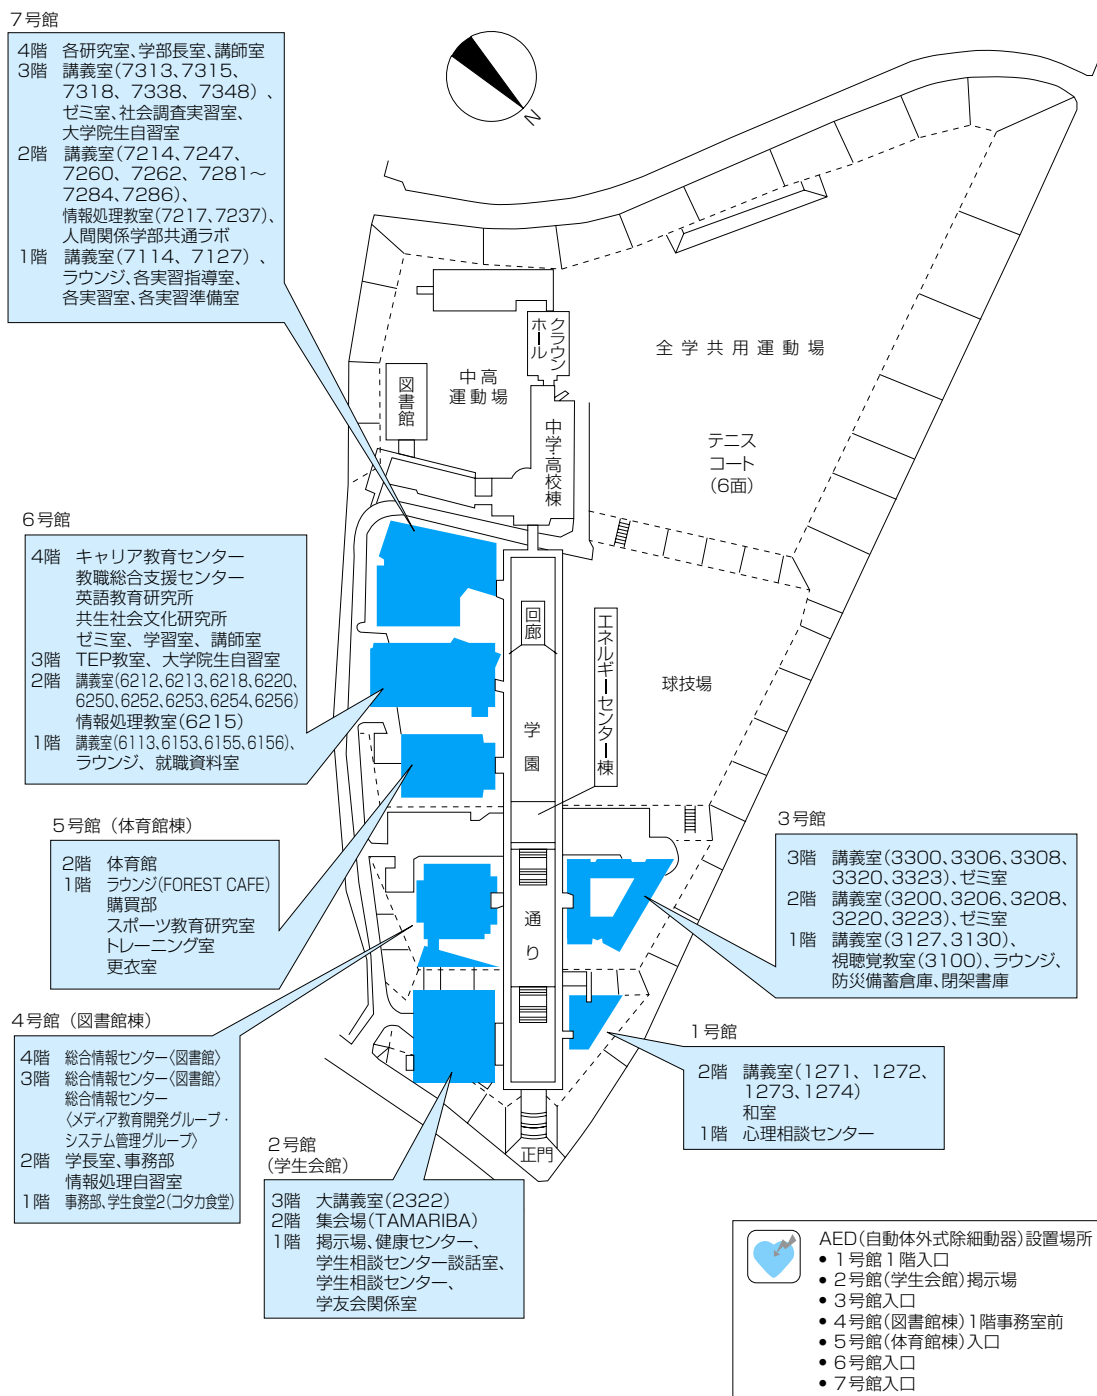 7号館
4階 各研究室、学部長室、講師室
3階 講義室(7313、7315、
7318、7338、7348)、
ゼミ室、社会調査実習室、
大学院生自習室
2階 講義室(7214、7247、
7260、7262、7281〜
7284、7286)、
情報処理教室(7217、7237)、
人間関係学部共通ラボ
1階 講義室(7114、7127)、
ラウンジ、各実習指導室、
各実習室、各実習準備室
N
クラウン
ホール
全学共用運動場
中高
運動場
図書館
中学・高校棟
テニス
コート
(6面)
6号館
4階 キャリア教育センター
教職総合支援センター
英語教育研究所
共生社会文化研究所
ゼミ室、学習室、講師室
3階 TEP教室、大学院生自習室
2階 講義室(6212、6213、6218、6220、
6250、6252、6253、6254、6256)
情報処理教室(6215)
1階 講義室(6113、6153、6155、6156)、
ラウンジ、就職資料室
回廊
エネルギーセンター棟
球技場
学園
通り
5号館(体育館棟)
2階 体育館
1階 ラウンジ(FOREST CAFE)
購買部
スポーツ教育研究室
トレーニング室
更衣室
3号館
3階 講義室(3300、3306、3308、
3320、3323)、ゼミ室
2階 講義室(3200、3206、3208、
3220、3223)、ゼミ室
1階 講義室(3127、3130)、
視聴覚教室(3100)、ラウンジ、
防災備蓄倉庫、閉架書庫
4号館(図書館棟)
4階 総合情報センター〈図書館〉
3階 総合情報センター〈図書館〉
総合情報センター
〈メディア教育開発グループ・
システム管理グループ〉
2階 学長室、事務部
情報処理自習室
1階 事務部、学生食堂2(コタカ食堂)
1号館
2階 講義室(1271、1272、
1273、1274)
和室
1階 心理相談センター
正門
2号館
(学生会館)
3階 大講義室(2322)
2階 集会場(TAMARIBA)
1階 掲示場、健康センター、
学生相談センター談話室、
学生相談センター、
学友会関係室
AED(自動体外式除細動器)設置場所
• 1号館1階入口
• 2号館(学生会館)掲示場
• 3号館入口
• 4号館(図書館棟)1階事務室前
• 5号館(体育館棟)入口
• 6号館入口
• 7号館入口